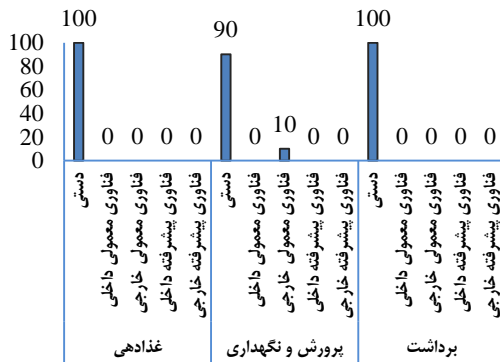 100
90
100
0 0 0 0
0
10
0 0
0 0 0 0
100
80
60
40
20
0
دستی
فناوری معمولی داخلی
فناوری معمولی خارجی
فناوری پیشرفته داخلی
فناوری پیشرفته خارجی
دستی
فناوری معمولی داخلی
فناوری معمولی خارجی
فناوری پیشرفته داخلی
فناوری پیشرفته خارجی
دستی
فناوری معمولی داخلی
فناوری معمولی خارجی
فناوری پیشرفته داخلی
فناوری پیشرفته خارجی
غذادهی
پرورش و نگهداری
برداشت